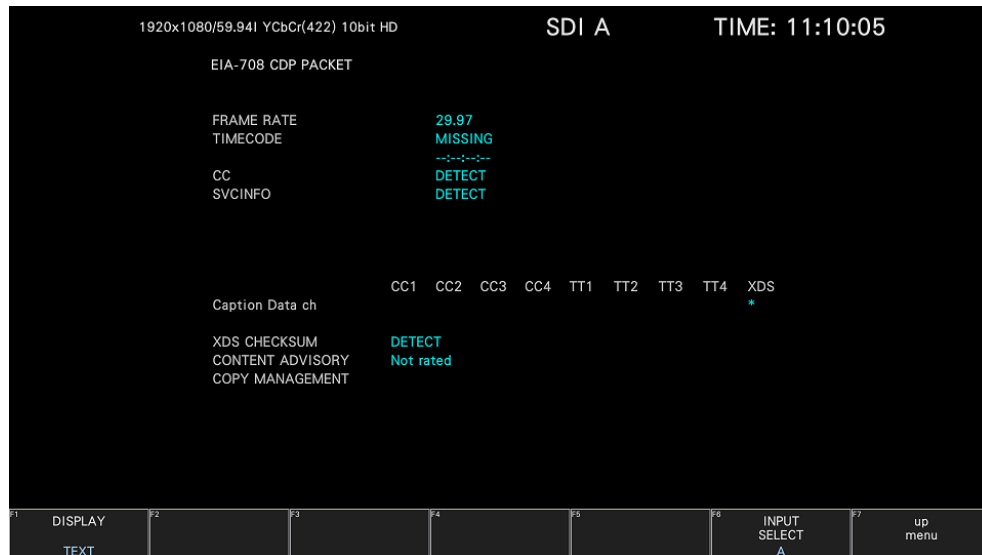 1920x1080/59.94I YCbCr(422) 10bit HD SDI A TIME: 11:10:05
EIA-708 CDP PACKET
FRAME RATE 29.97
TIMECODE MISSING
--:--:--:--
CC DETECT
SVCINFO DETECT
CC1 CC2 CC3 CC4 TT1 TT2 TT3 TT4 XDS
Caption Data ch *
XDS CHECKSUM DETECT
CONTENT ADVISORY Not rated
COPY MANAGEMENT
F1 DISPLAY F2 F3 F4 F5 F6 INPUT F7 up
SELECT menu
TEXT A